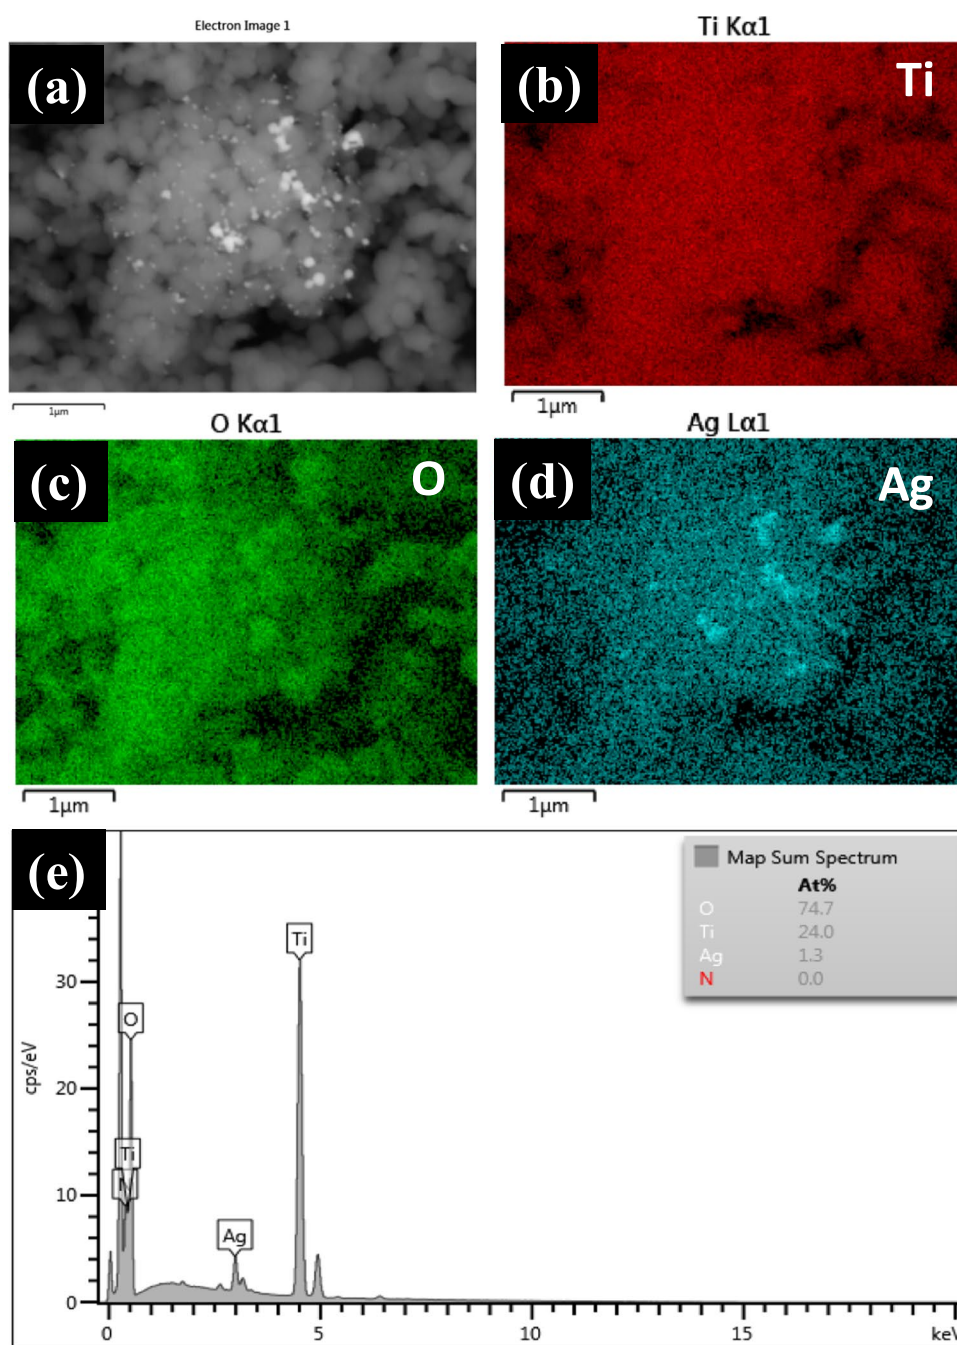 Electron Image 1
(a)
1µm
Ti Kα1
(b)
Ti
1µm
O Kα1
(c)
O
1µm
Ag Lα1
(d)
Ag
1µm
(e)
Map Sum Spectrum
At%
O 74.7
Ti 24.0
Ag 1.3
N 0.0
cps/eV
30
20
10
0
O
Ti
Ag
Ti
0 5 10 15 keV